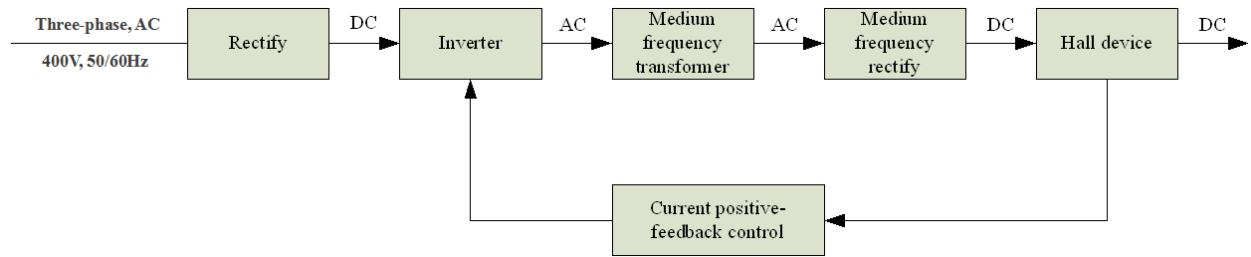 Three-phase, AC
400V, 50/60Hz
Rectify
DC
Inverter
AC
Medium
frequency
transformer
AC
Medium
frequency
rectify
DC
Hall device
DC
Current positive-
feedback control